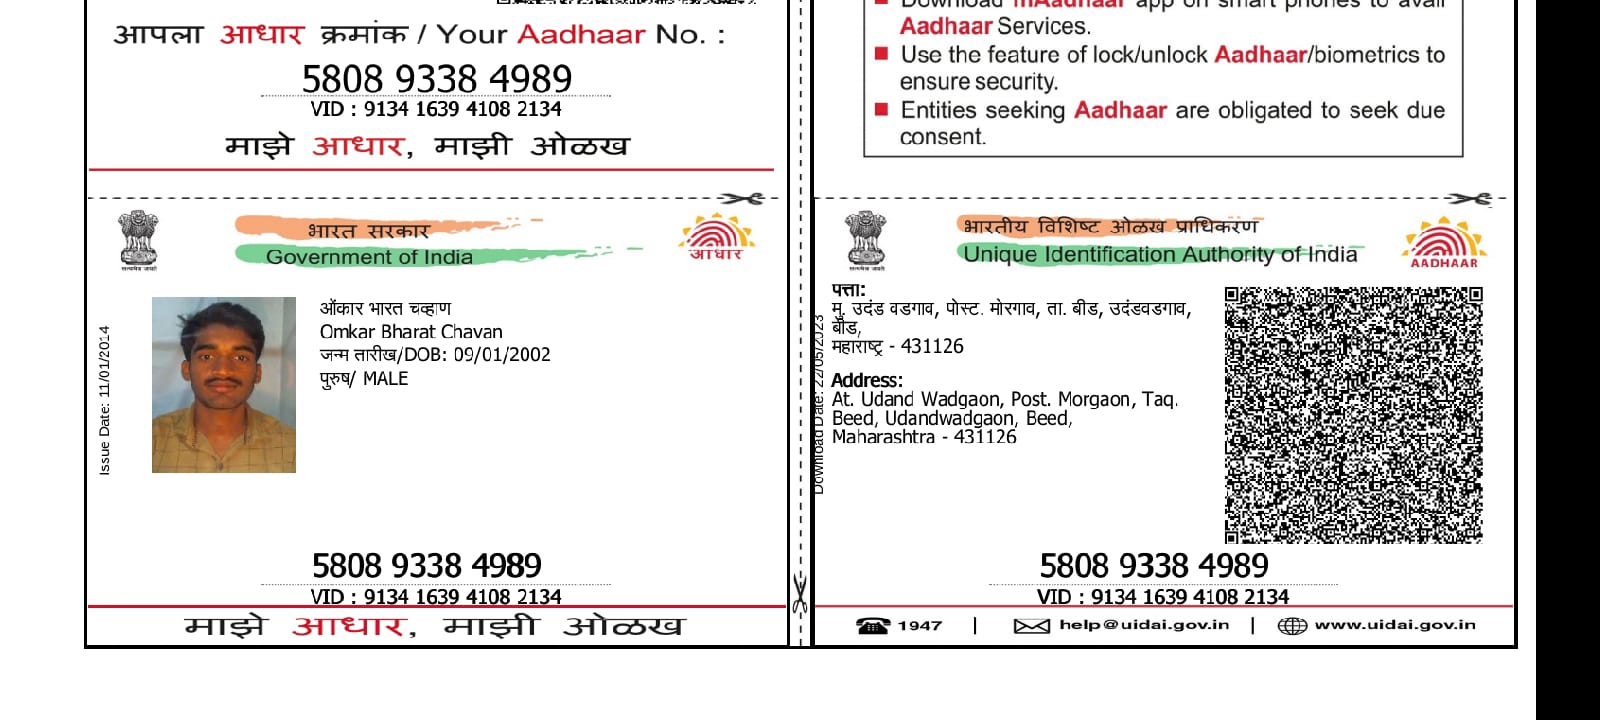 Download mAadhaar app on smart phones to avail
Aadhaar Services.
Use the feature of lock/unlock Aadhaar/biometrics to
ensure security.
Entities seeking Aadhaar are obligated to seek due
consent.
आपला आधार क्रमांक / Your Aadhaar No. :
5808 9338 4989
VID : 9134 1639 4108 2134
माझे आधार, माझी ओळख
भारत सरकार
Government of India
सत्यमेव जयते
आधार
Issue Date: 11/01/2014
ओंकार भारत चव्हाण
Omkar Bharat Chavan
जन्म तारीख/DOB: 09/01/2002
पुरुष/ MALE
5808 9338 4989
VID : 9134 1639 4108 2134
माझे आधार, माझी ओळख
भारतीय विशिष्ट ओळख प्राधिकरण
Unique Identification Authority of India
सत्यमेव जयते
AADHAAR
Download Date: 22/05/2023
पत्ता:
मु. उदंड वडगाव, पोस्ट. मोरगाव, ता. बीड, उदंडवडगाव,
बीड,
महाराष्ट्र - 431126
Address:
At. Udand Wadgaon, Post. Morgaon, Taq.
Beed, Udandwadgaon, Beed,
Maharashtra - 431126
5808 9338 4989
VID : 9134 1639 4108 2134
1947 | help@uidai.gov.in | www.uidai.gov.in